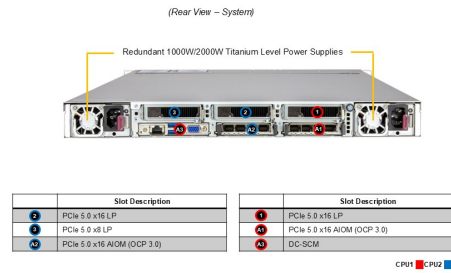 (Rear View – System)
Redundant 1000W/2000W Titanium Level Power Supplies
3 2 1
A3 A2 A1
Slot Description
2 PCIe 5.0 x16 LP
3 PCIe 5.0 x8 LP
A2 PCIe 5.0 x16 AIOM (OCP 3.0)
Slot Description
1 PCIe 5.0 x16 LP
A1 PCIe 5.0 x16 AIOM (OCP 3.0)
A3 DC-SCM
CPU1 CPU2